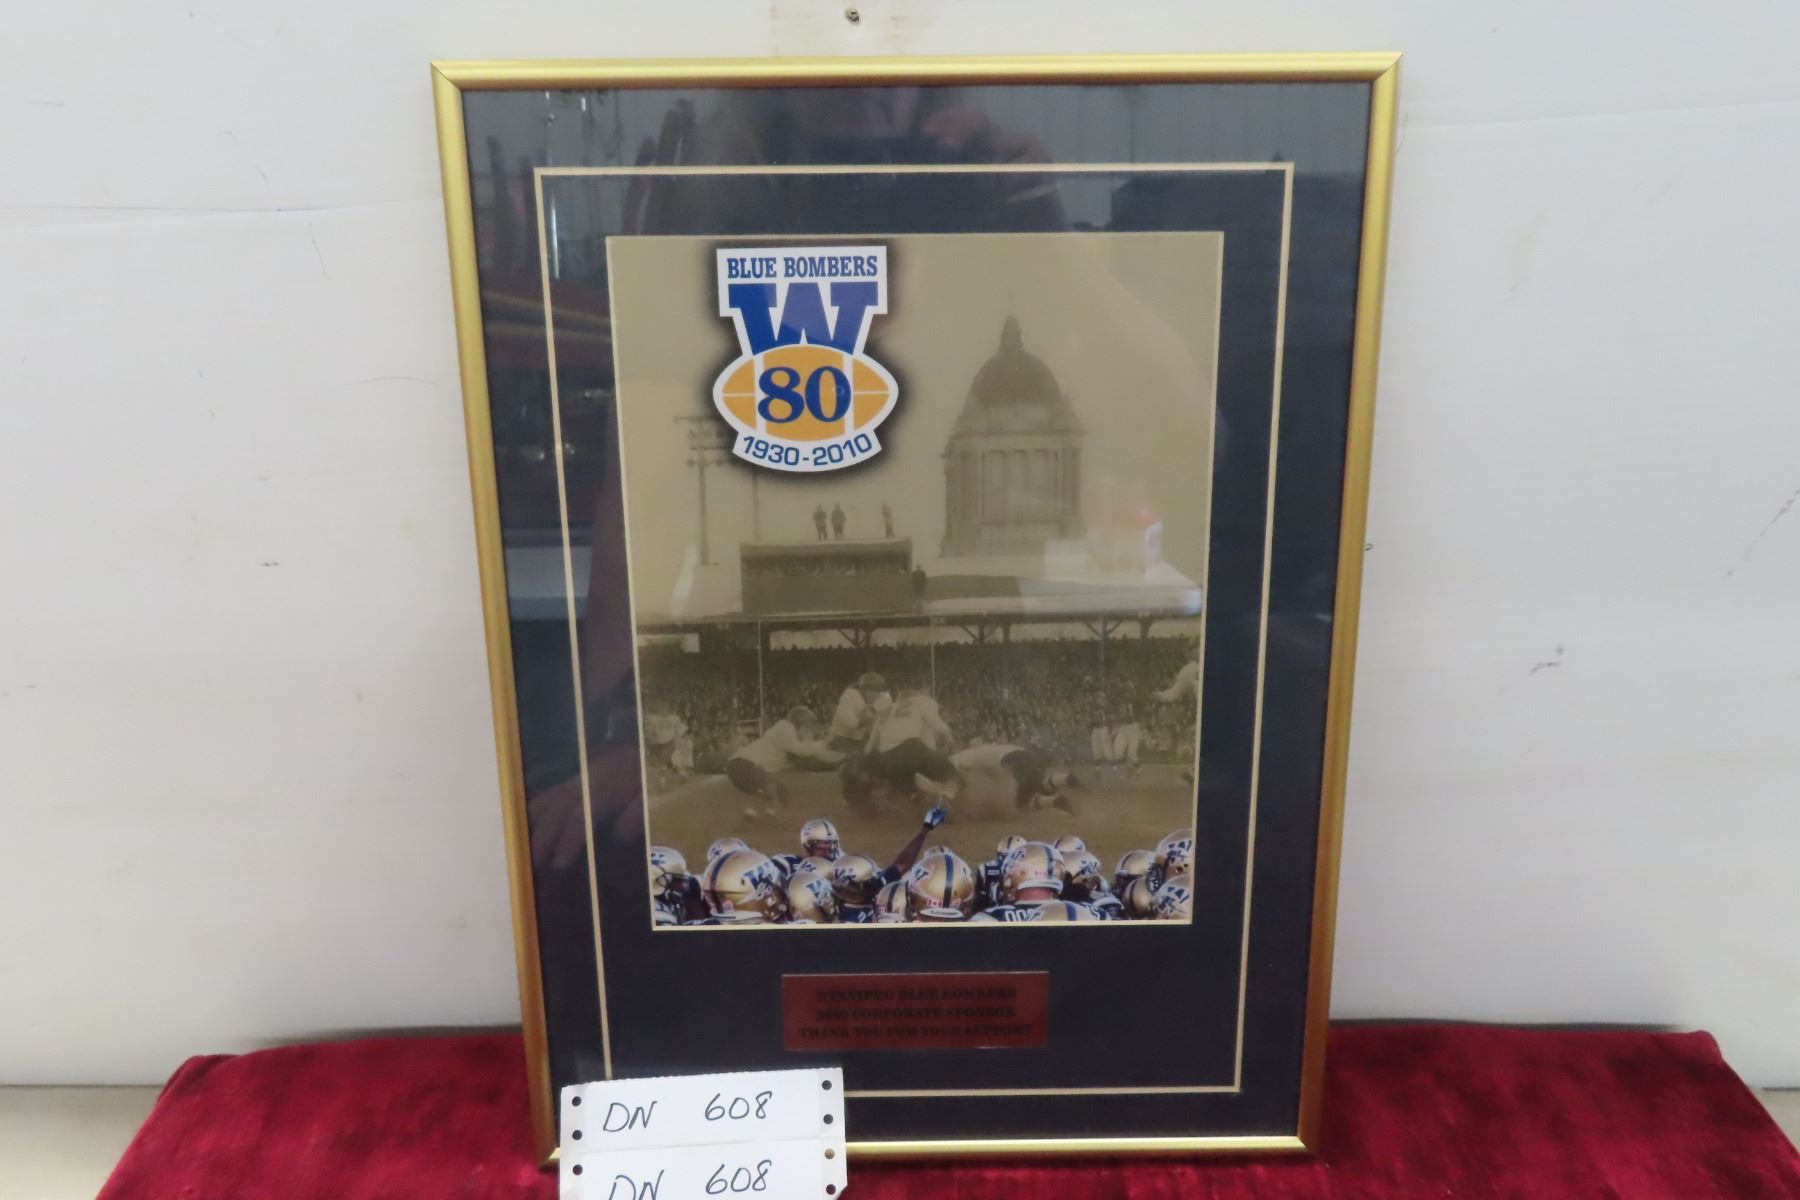 BLUE BOMBERS
W
80
1930-2010
WINNIPEG BLUE BOMBERS
2010 CORPORATE SPONSOR
THANK YOU FOR YOUR SUPPORT
DN 608
DN 608